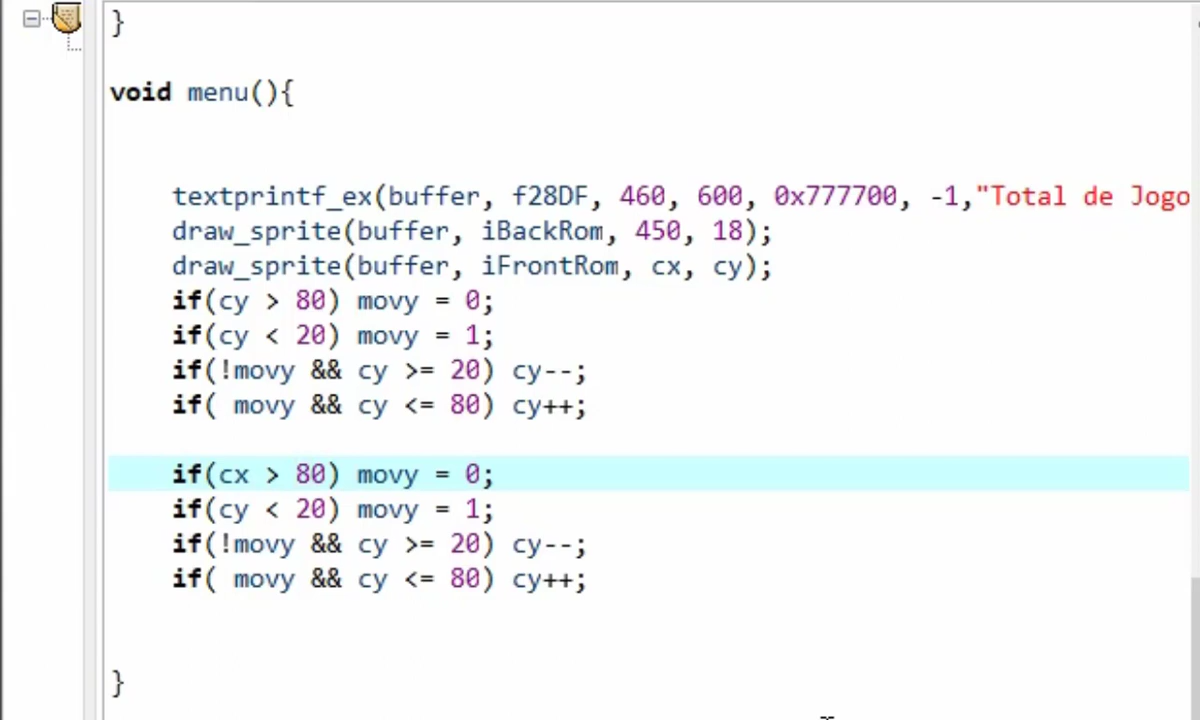 }
void menu(){
textprintf_ex(buffer, f28DF, 460, 600, 0x777700, -1,"Total de Jogo
draw_sprite(buffer, iBackRom, 450, 18);
draw_sprite(buffer, iFrontRom, cx, cy);
if(cy > 80) movy = 0;
if(cy < 20) movy = 1;
if(!movy && cy >= 20) cy--;
if( movy && cy <= 80) cy++;
if(cx > 80) movy = 0;
if(cy < 20) movy = 1;
if(!movy && cy >= 20) cy--;
if( movy && cy <= 80) cy++;
}